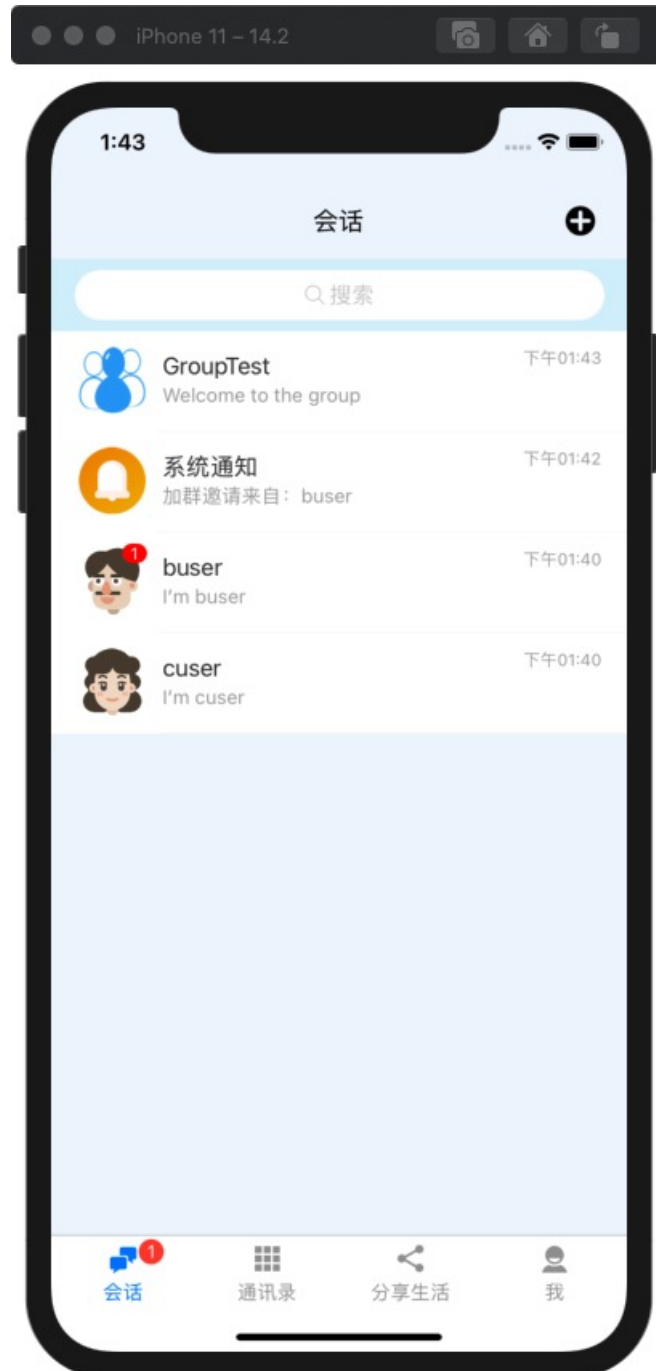 iPhone 11 – 14.2
1:43
会话
搜索
GroupTest
下午01:43
Welcome to the group
系统通知
下午01:42
加群邀请来自：buser
1
buser
下午01:40
I'm buser
cuser
下午01:40
I'm cuser
1
会话
通讯录
分享生活
我